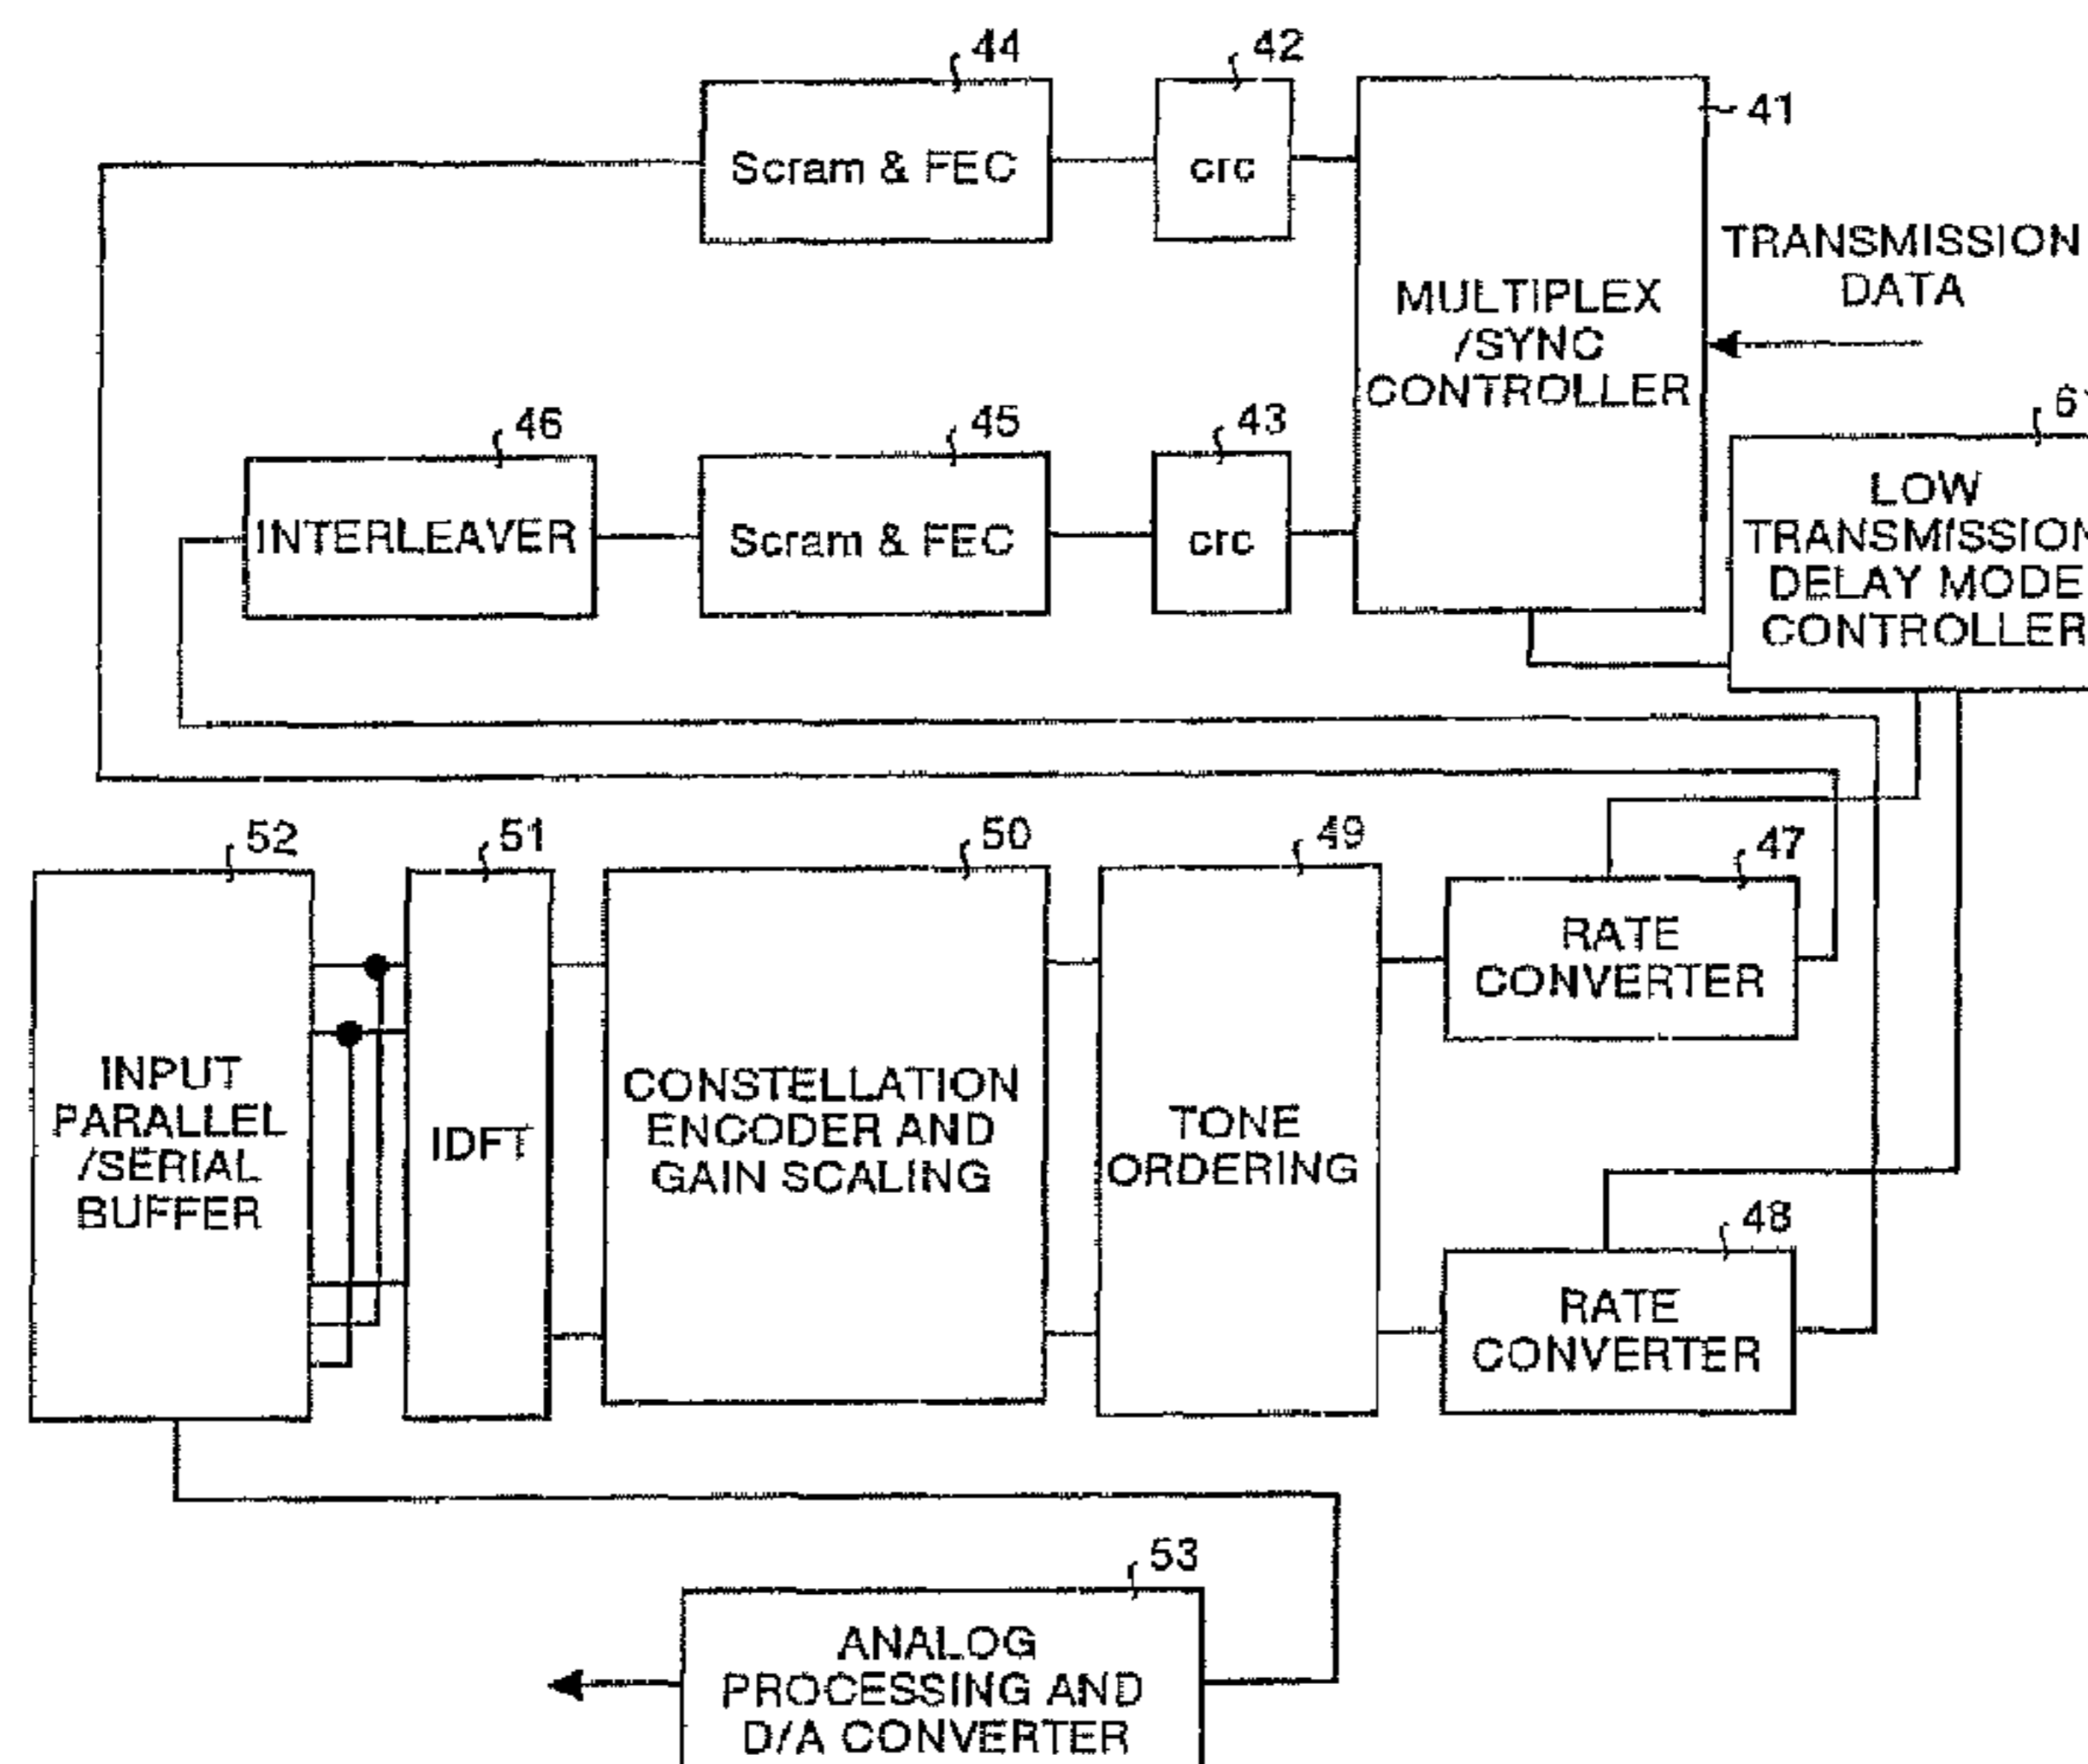 44
42
41
Scram & FEC
crc
TRANSMISSION
DATA
MULTIPLEX
/SYNC
CONTROLLER
46
45
43
INTERLEAVER
Scram & FEC
crc
LOW
TRANSMISSION
DELAY MODE
CONTROLLER
52
51
50
49
47
RATE
CONVERTER
INPUT
PARALLEL
/SERIAL
BUFFER
IDFT
CONSTELLATION
ENCODER AND
GAIN SCALING
TONE
ORDERING
48
RATE
CONVERTER
53
ANALOG
PROCESSING AND
D/A CONVERTER